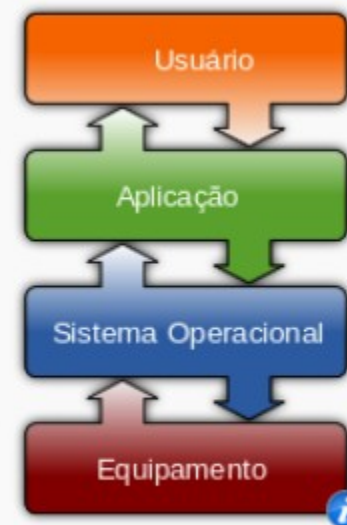 Usuário
Aplicação
Sistema Operacional
Equipamento
i